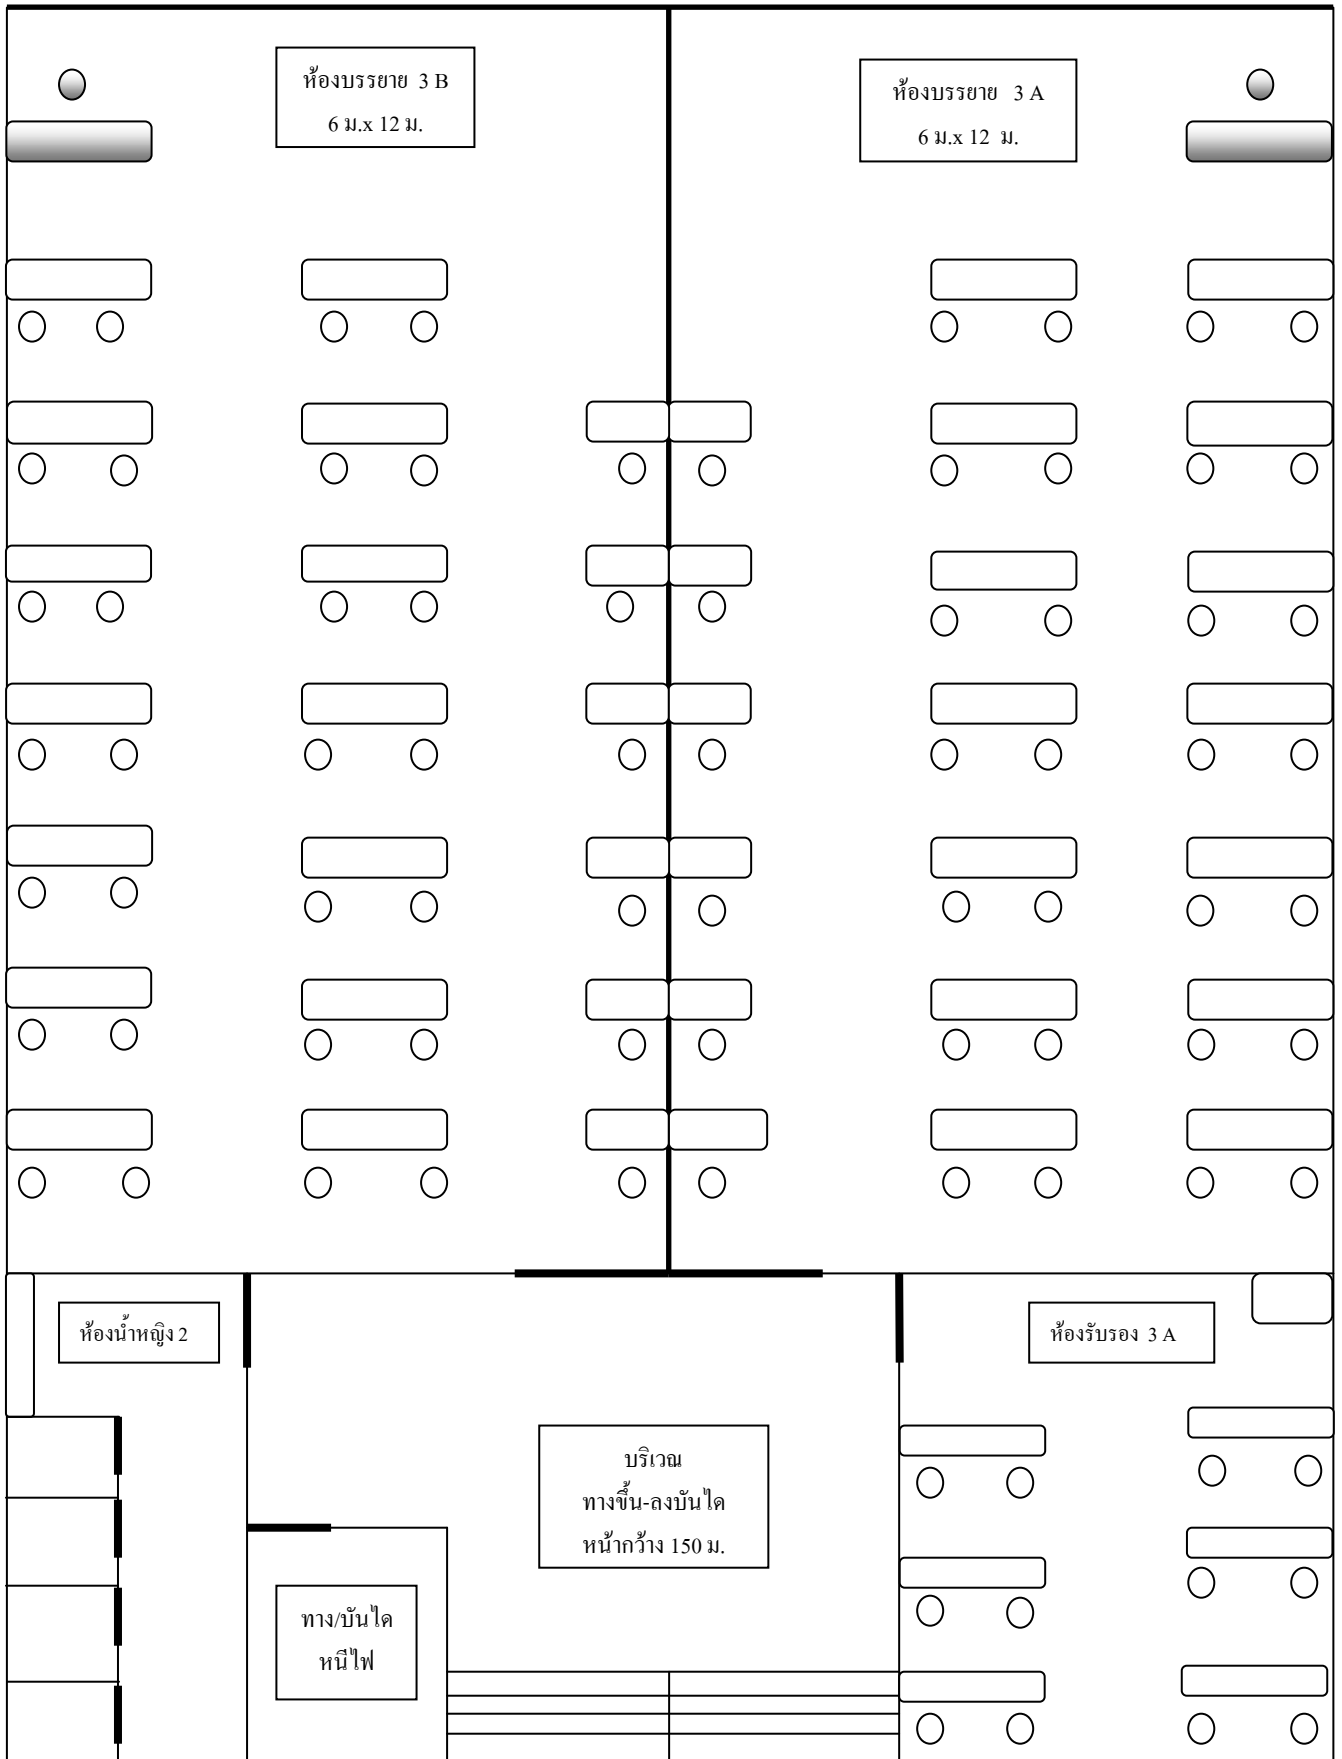 ห้องบรรยาย 3 B
6 ม.x 12 ม.
ห้องบรรยาย 3 A
6 ม.x 12 ม.
ห้องน้ำหญิง 2
ห้องรับรอง 3 A
บริเวณ
ทางขึ้น-ลงบันได
หน้ากว้าง 150 ม.
ทาง/บันได
หนีไฟ